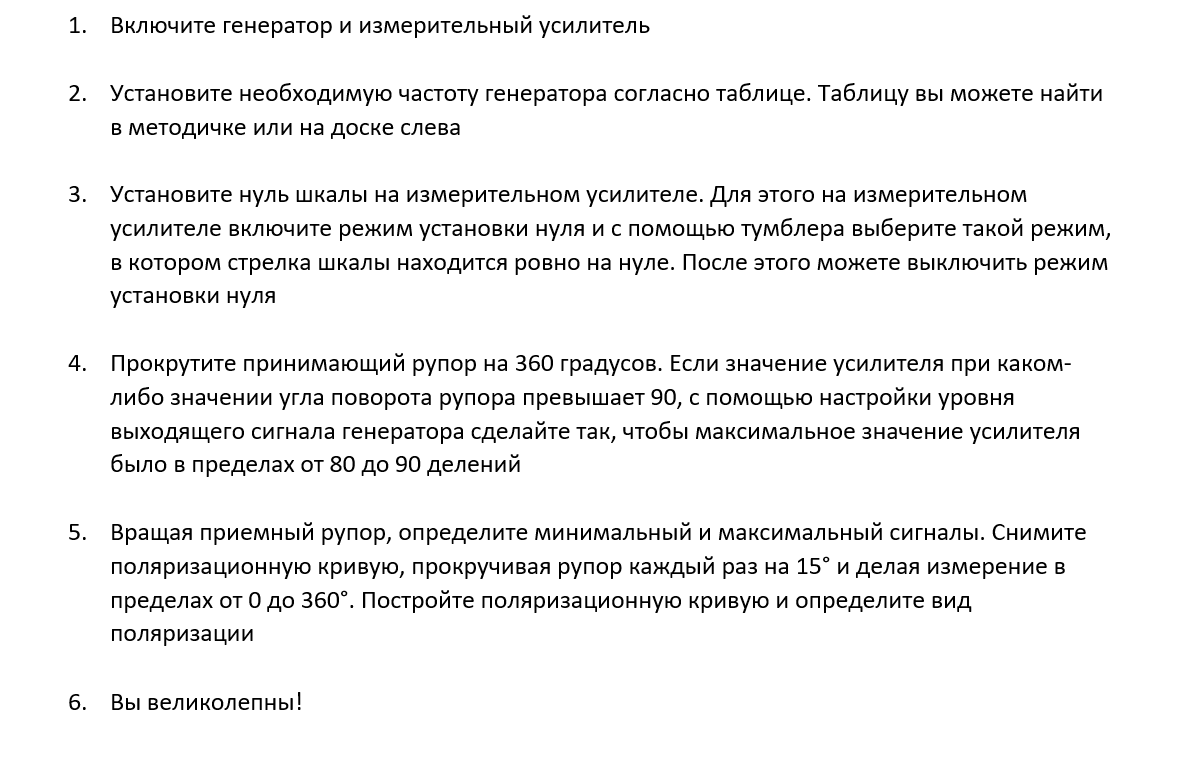 1. Включите генератор и измерительный усилитель
2. Установите необходимую частоту генератора согласно таблице. Таблицу вы можете найти
в методичке или на доске слева
3. Установите нуль шкалы на измерительном усилителе. Для этого на измерительном
усилителе включите режим установки нуля и с помощью тумблера выберите такой режим,
в котором стрелка шкалы находится ровно на нуле. После этого можете выключить режим
установки нуля
4. Прокрутите принимающий рупор на 360 градусов. Если значение усилителя при каком-
либо значении угла поворота рупора превышает 90, с помощью настройки уровня
выходящего сигнала генератора сделайте так, чтобы максимальное значение усилителя
было в пределах от 80 до 90 делений
5. Вращая приемный рупор, определите минимальный и максимальный сигналы. Снимите
поляризационную кривую, прокручивая рупор каждый раз на 15° и делая измерение в
пределах от 0 до 360°. Постройте поляризационную кривую и определите вид
поляризации
6. Вы великолепны!